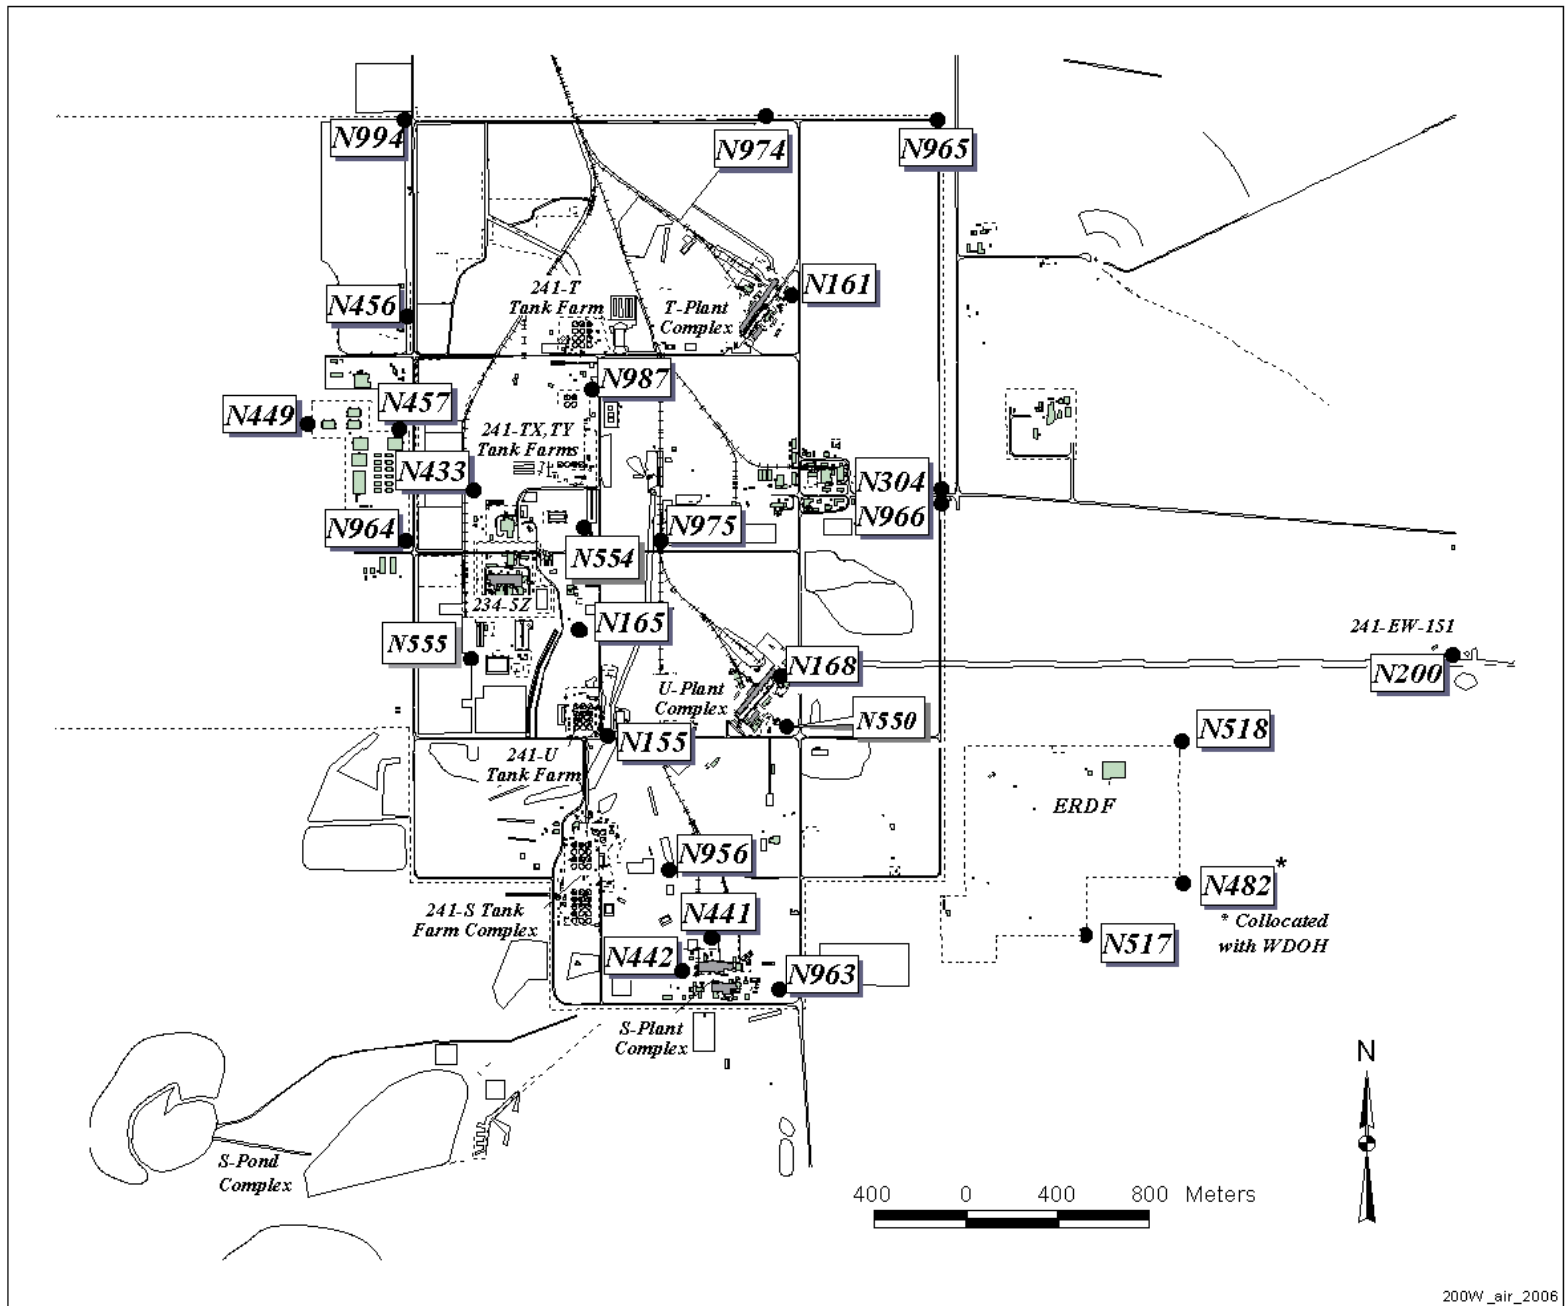 N994
N974
N965
N161
241-T
Tank Farm
T-Plant
Complex
N456
N987
N457
N449
241-TX,TY
Tank Farms
N433
N304
N966
N964
N975
N554
234-5Z
N165
N555
241-EW-151
N168
N200
U-Plant
Complex
N550
N518
N155
241-U
Tank Farm
ERDF
N956
N482*
* Collocated
with WDOH
241-S Tank
Farm Complex
N441
N517
N442
N963
S-Plant
Complex
N
S-Pond
Complex
400 0 400 800 Meters
200W_air_2006